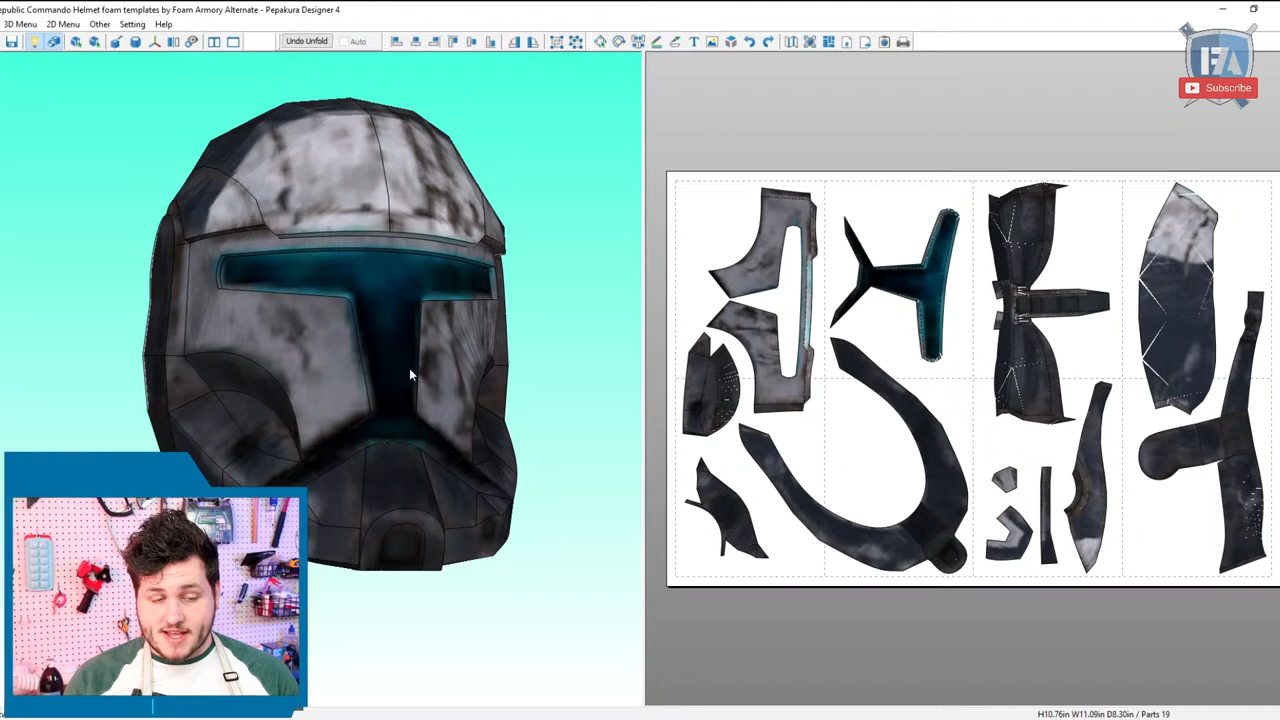 epublic Commando Helmet foam templates by Foam Armory Alternate - Pepakura Designer 4
3D Menu 2D Menu Other Setting Help
Undo Unfold Auto
FA
Subscribe
H10.76in W11.09in D8.30in / Parts 19